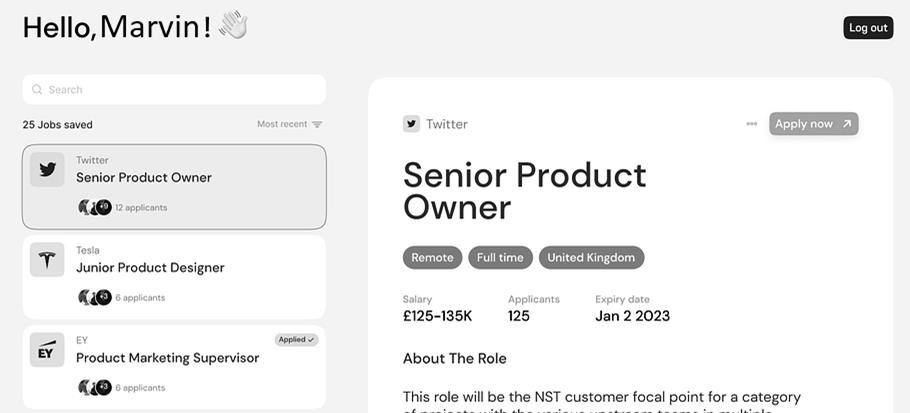 Hello, Marvin!
Log out
Search
25 Jobs saved
Most recent
Twitter
Senior Product Owner
+9
12 applicants
Tesla
Junior Product Designer
+3
6 applicants
EY
EY
Applied
Product Marketing Supervisor
+3
6 applicants
Twitter
Apply now
Senior Product
Owner
Remote
Full time
United Kingdom
Salary
Applicants
Expiry date
£125-135K
125
Jan 2 2023
About The Role
This role will be the NST customer focal point for a category
of projects with the various upstream teams in multiple